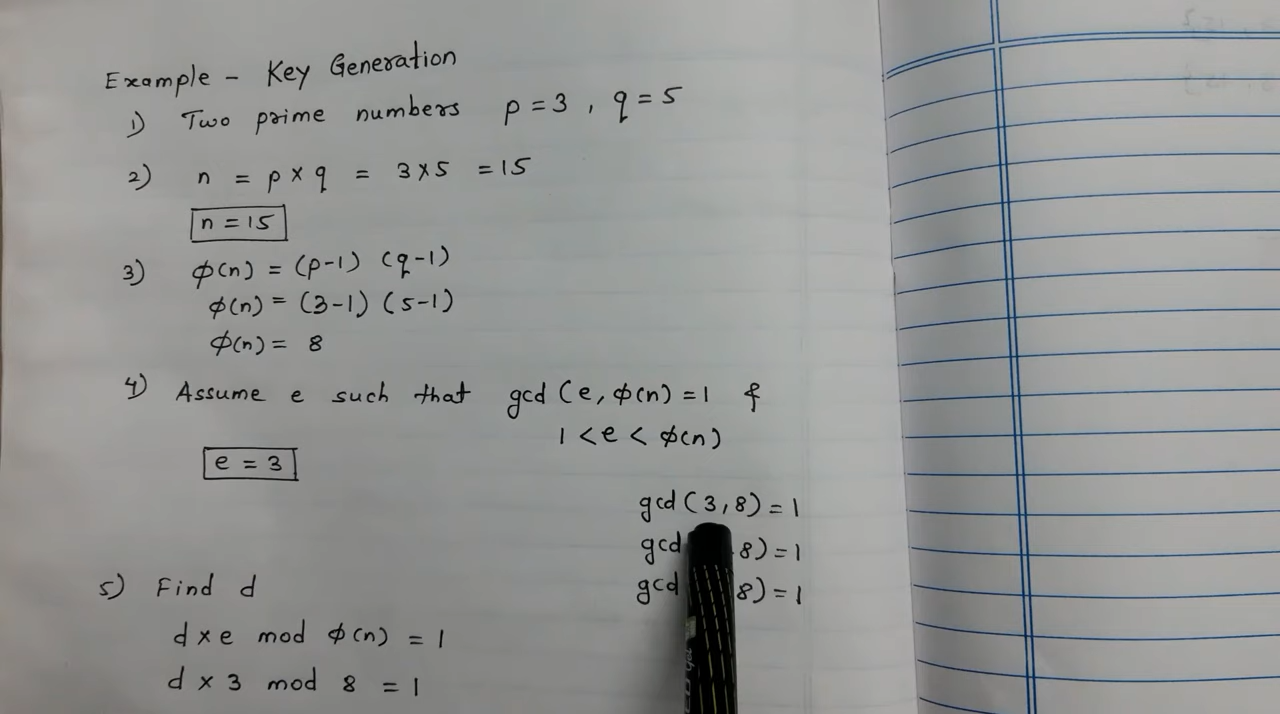 Example - Key Generation
1) Two prime numbers p = 3 , q = 5
2) n = p × q = 3 × 5 = 15
n = 15
3) ϕ(n) = (p-1) (q-1)
ϕ(n) = (3-1) (5-1)
ϕ(n) = 8
4) Assume e such that gcd (e, ϕ(n) = 1 &
1 < e < ϕ(n)
e = 3
gcd (3, 8) = 1
gcd 8) = 1
gcd 8) = 1
5) Find d
d × e mod ϕ(n) = 1
d × 3 mod 8 = 1